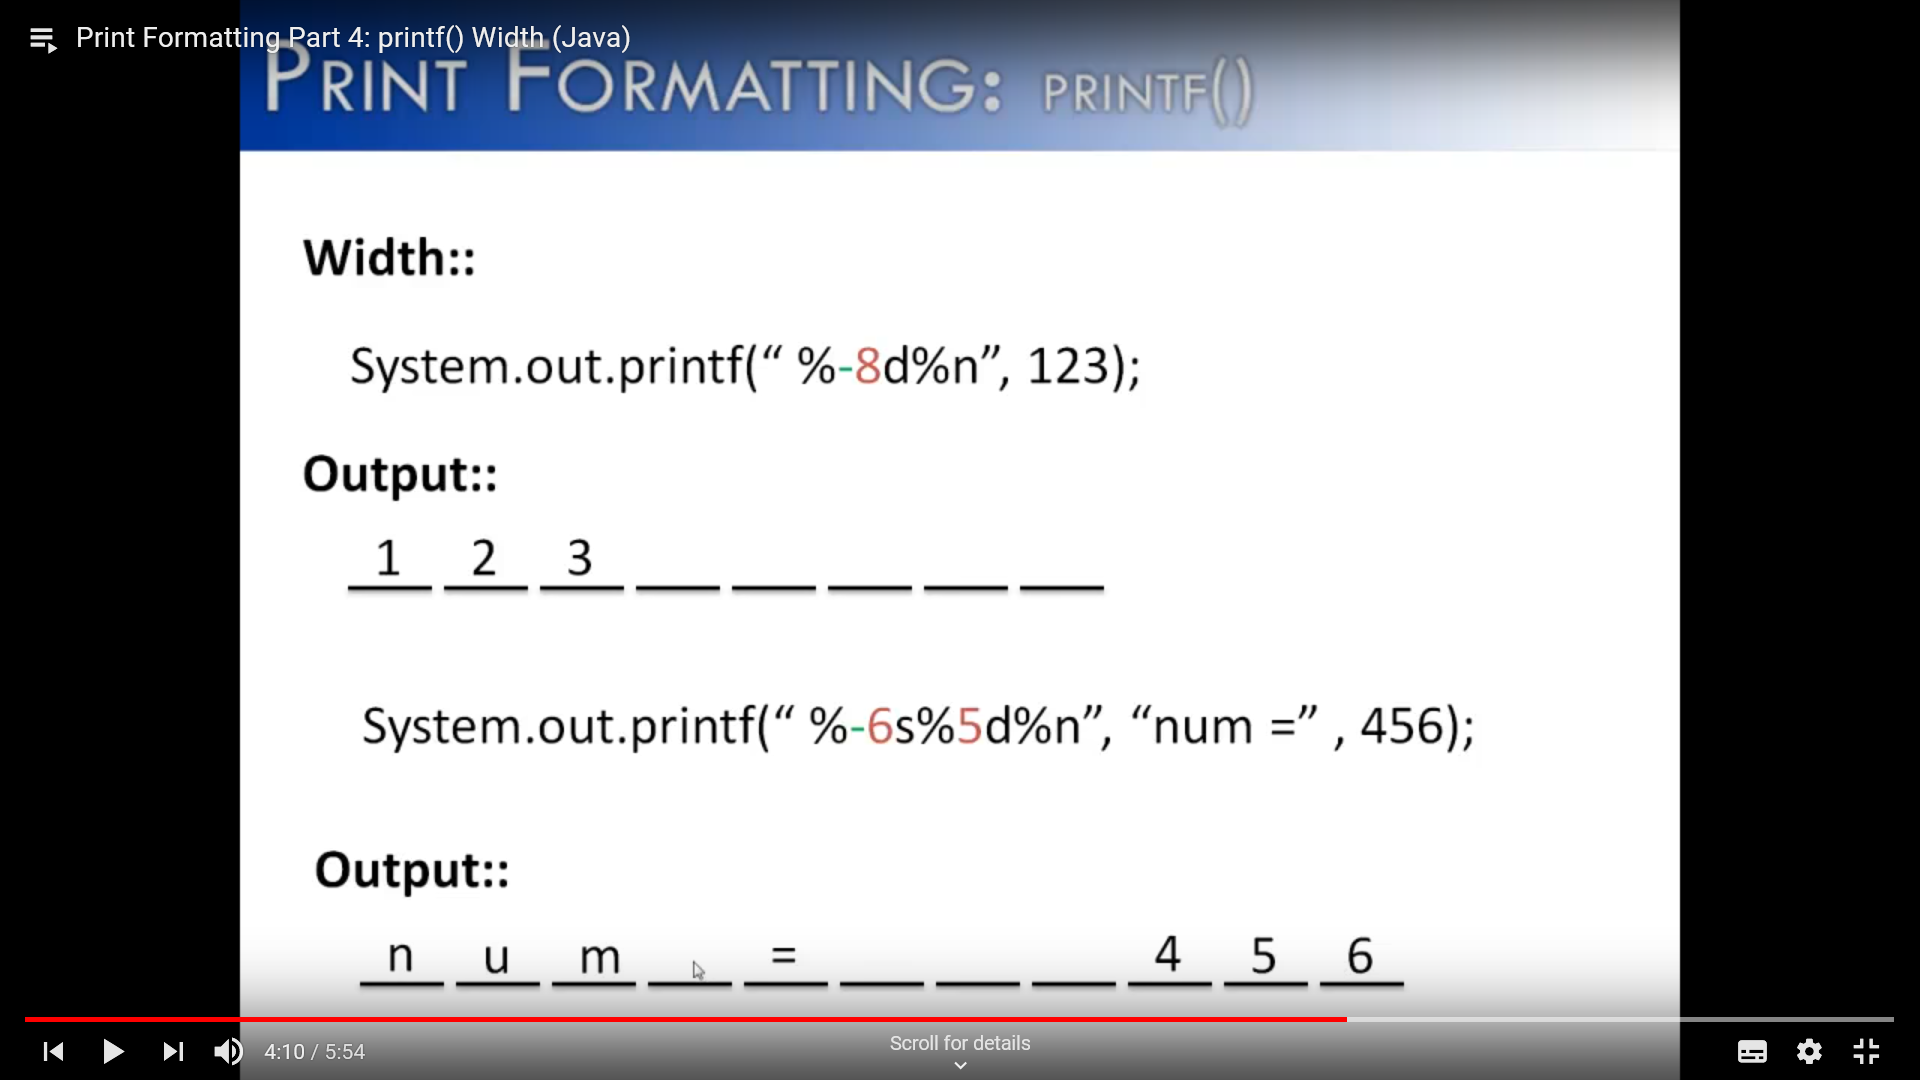 Print Formatting Part 4: printf() Width (Java)
PRINT FORMATTING: PRINTF()
Width::
System.out.printf(“ %-8d%n”, 123);
Output::
1 2 3
System.out.printf(“ %-6s%5d%n”, “num =” , 456);
Output::
n u m = 4 5 6
4:10 / 5:54
Scroll for details